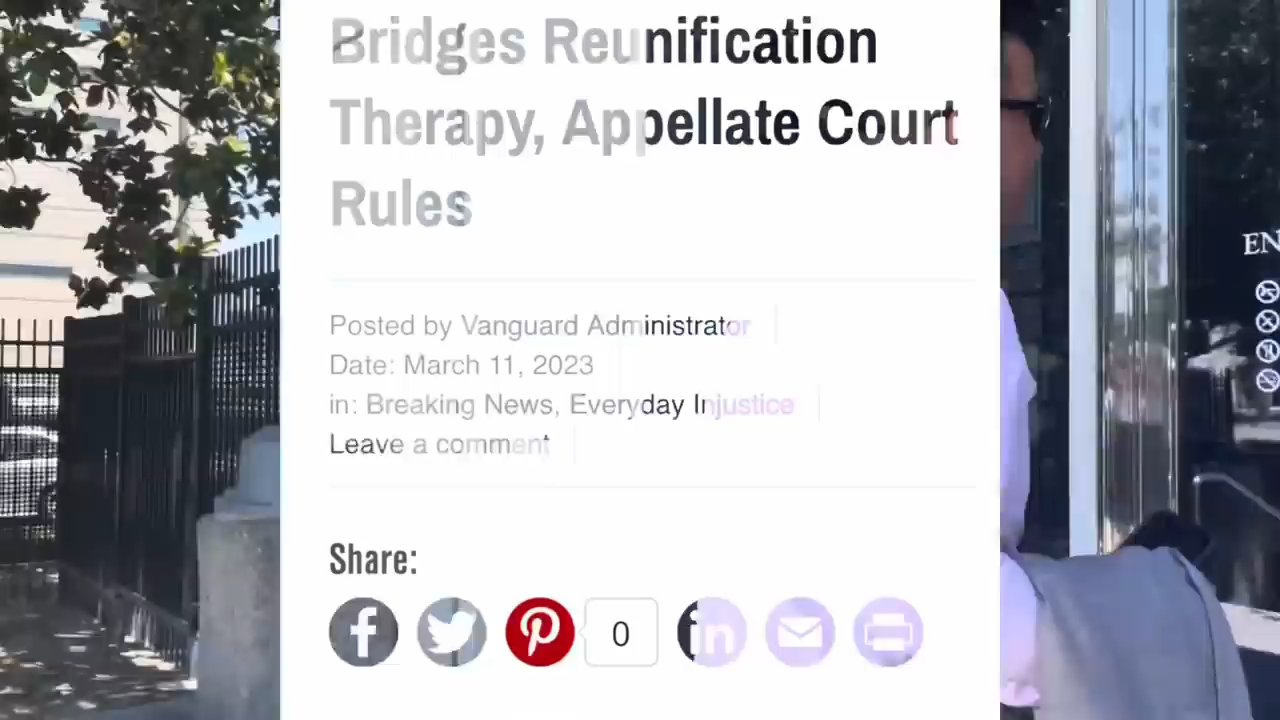 Bridges Reunification
Therapy, Appellate Court
Rules
Posted by Vanguard Administrator
Date: March 11, 2023
in: Breaking News, Everyday Injustice
Leave a comment
Share:
0
EN